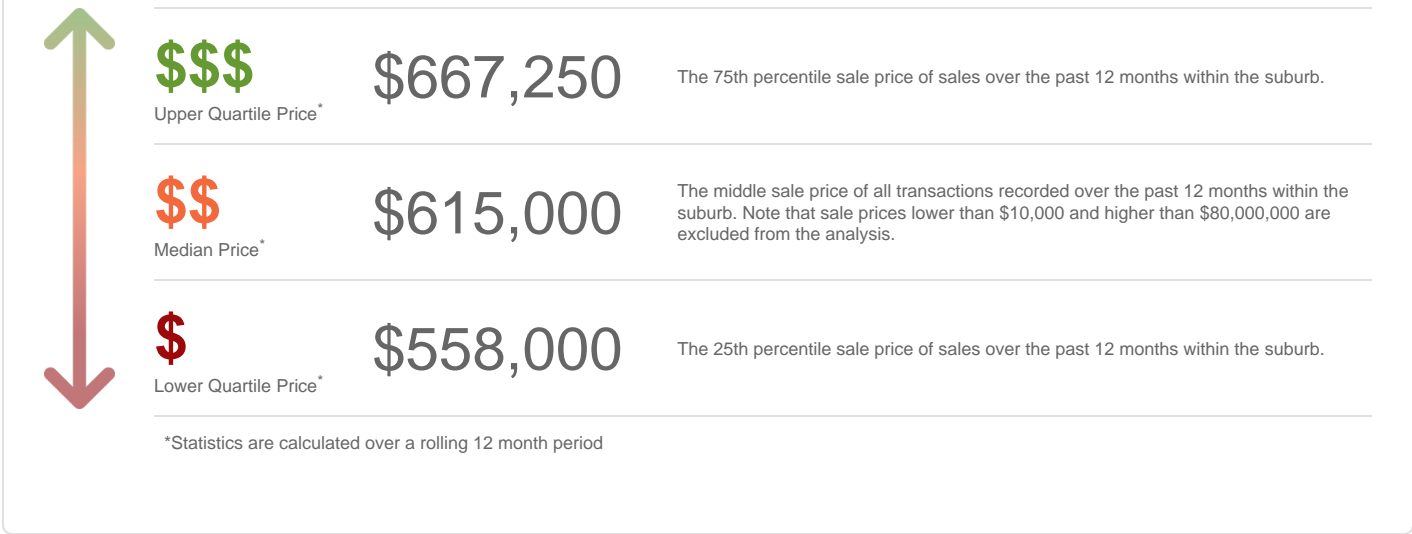 $$$
Upper Quartile Price*
$667,250
The 75th percentile sale price of sales over the past 12 months within the suburb.
$$
Median Price*
$615,000
The middle sale price of all transactions recorded over the past 12 months within the
suburb. Note that sale prices lower than $10,000 and higher than $80,000,000 are
excluded from the analysis.
$
Lower Quartile Price*
$558,000
The 25th percentile sale price of sales over the past 12 months within the suburb.
*Statistics are calculated over a rolling 12 month period